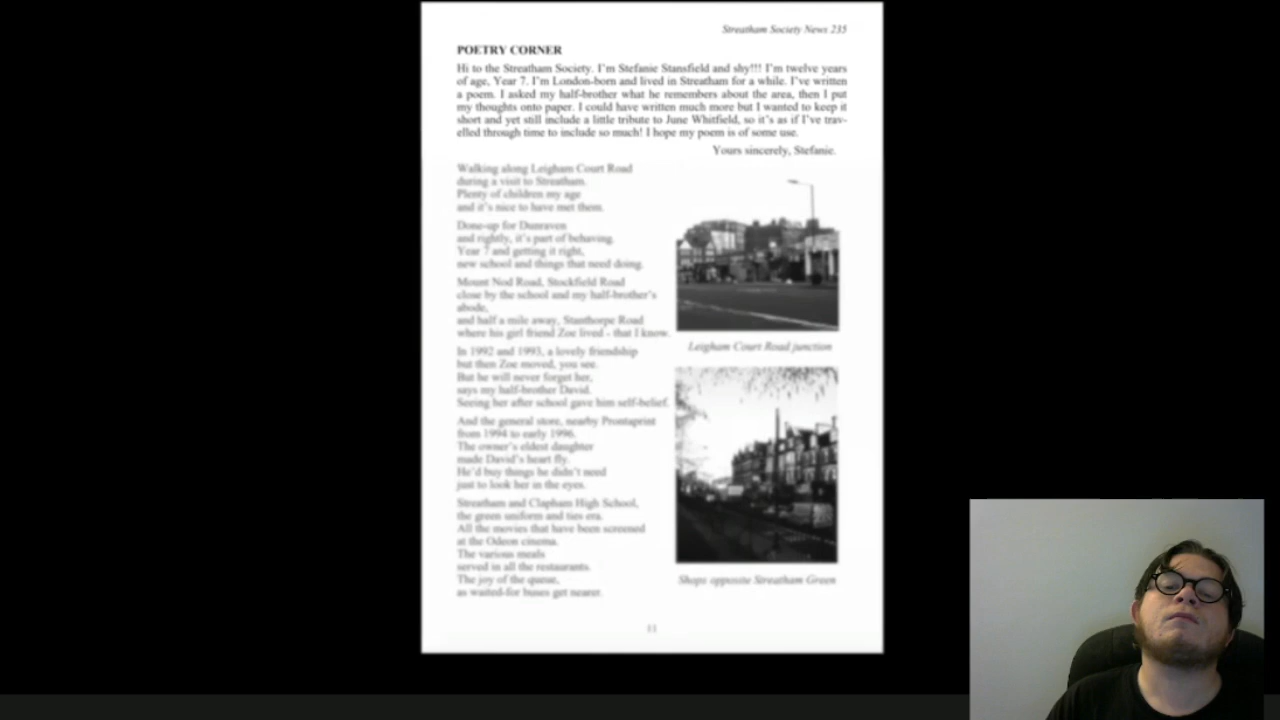 Streatham Society News 235
POETRY CORNER
Hi to the Streatham Society. I'm Stefanie Stansfield and shy!!! I'm twelve years
of age, Year 7. I'm London-born and lived in Streatham for a while. I've written
a poem. I asked my half-brother what he remembers about the area, then I put
my thoughts onto paper. I could have written much more but I wanted to keep it
short and yet still include a little tribute to June Whitfield, so it's as if I've trav-
elled through time to include so much! I hope my poem is of some use.
Yours sincerely, Stefanie.
Walking along Leigham Court Road
during a visit to Streatham.
Plenty of children my age
and it's nice to have met them.
Done-up for Dunraven
and rightly, it's part of behaving.
Year 7 and getting it right,
new school and things that need doing.
Mount Nod Road, Stockfield Road
close by the school and my half-brother's
abode,
and half a mile away, Stanthorpe Road
where his girl friend Zoe lived - that I know.
In 1992 and 1993, a lovely friendship
but then Zoe moved, you see.
But he will never forget her,
says my half-brother David.
Seeing her after school gave him self-belief.
And the general store, nearby Prontaprint
from 1994 to early 1996.
The owner's eldest daughter
made David's heart fly.
He'd buy things he didn't need
just to look her in the eyes.
Streatham and Clapham High School,
the green uniform and ties era.
All the movies that have been screened
at the Odeon cinema.
The various meals
served in all the restaurants.
The joy of the queue,
as waited-for buses get nearer.
Leigham Court Road junction
Shops opposite Streatham Green
11